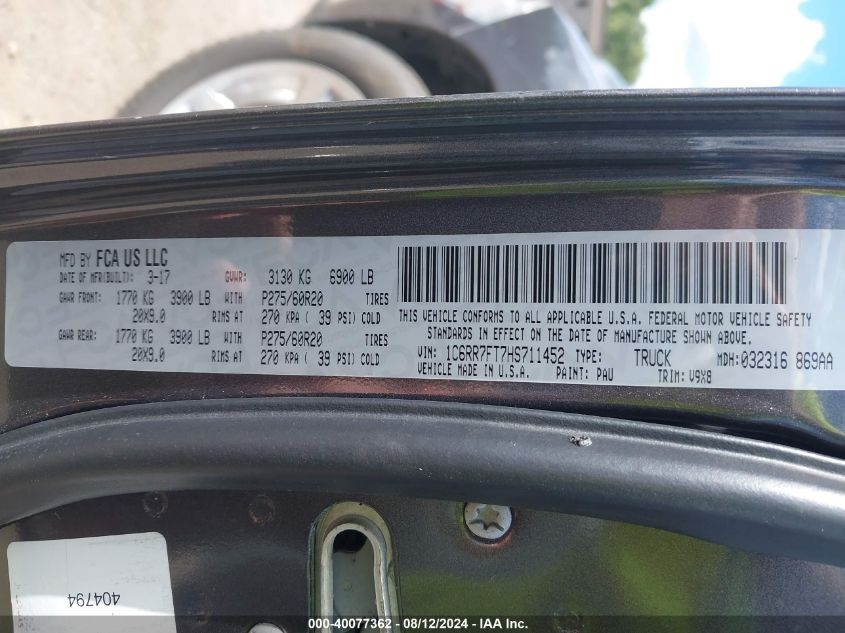 MFD BY FCA US LLC
DATE OF MFR(BUILT): 3-17 GVWR: 3130 KG 6900 LB
GAWR FRONT: 1770 KG 3900 LB WITH P275/60R20 TIRES
20X9.0 RIMS AT 270 KPA ( 39 PSI) COLD
GAWR REAR: 1770 KG 3900 LB WITH P275/60R20 TIRES
20X9.0 RIMS AT 270 KPA ( 39 PSI) COLD
THIS VEHICLE CONFORMS TO ALL APPLICABLE U.S.A. FEDERAL MOTOR VEHICLE SAFETY
STANDARDS IN EFFECT ON THE DATE OF MANUFACTURE SHOWN ABOVE.
VIN: 1C6RR7FT7HS711452 TYPE: TRUCK MDH:032316 869AA
VEHICLE MADE IN U.S.A. PAINT: PAU TRIM: V9X8
404794
000-40077362 - 08/12/2024 - IAA Inc.